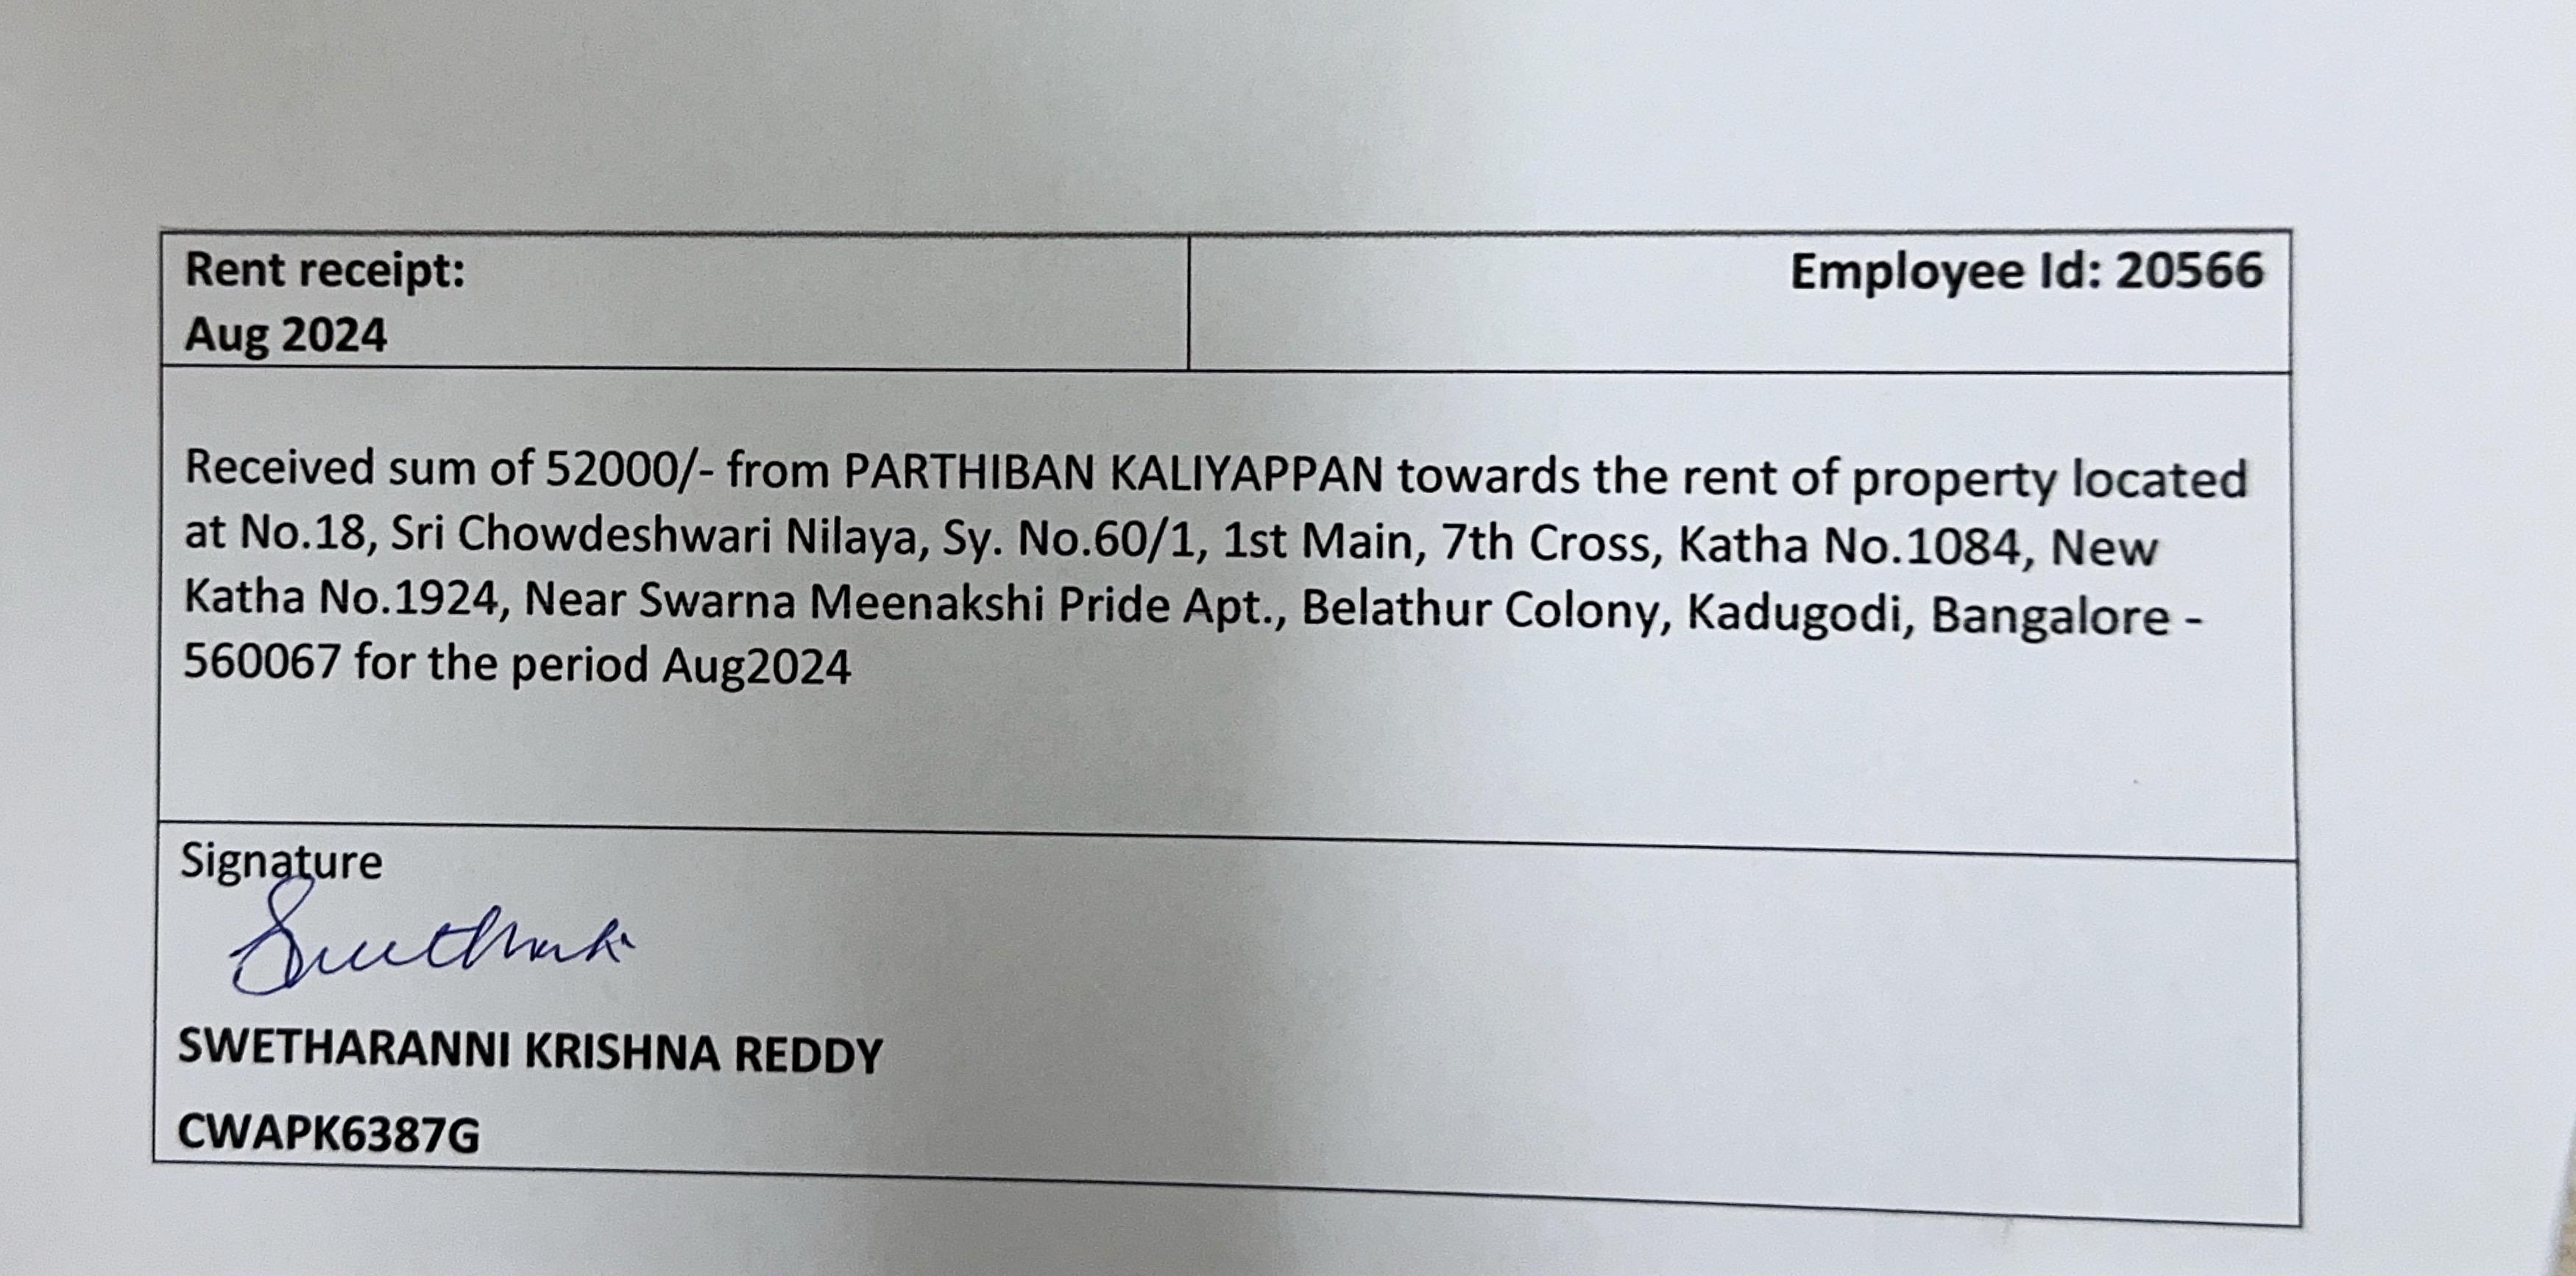 Rent receipt:
Aug 2024
Employee Id: 20566
Received sum of 52000/- from PARTHIBAN KALIYAPPAN towards the rent of property located
at No.18, Sri Chowdeshwari Nilaya, Sy. No.60/1, 1st Main, 7th Cross, Katha No.1084, New
Katha No.1924, Near Swarna Meenakshi Pride Apt., Belathur Colony, Kadugodi, Bangalore -
560067 for the period Aug2024
Signature
SWETHARANNI KRISHNA REDDY
CWAPK6387G